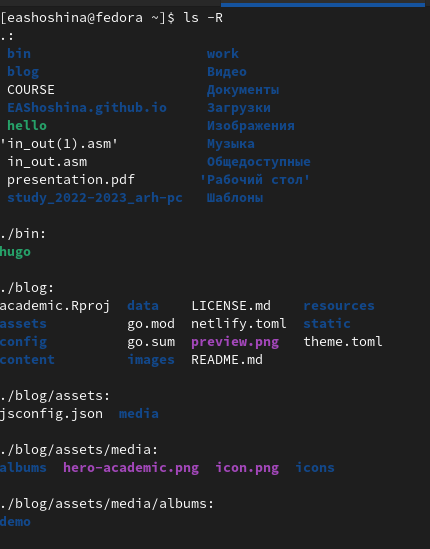 [eashoshina@fedora ~]$ ls -R
.:
bin work
blog Видео
COURSE Документы
EAShoshina.github.io Загрузки
hello Изображения
'in_out(1).asm' Музыка
in_out.asm Общедоступные
presentation.pdf 'Рабочий стол'
study_2022-2023_arh-pc Шаблоны
./bin:
hugo
./blog:
academic.Rproj data LICENSE.md resources
assets go.mod netlify.toml static
config go.sum preview.png theme.toml
content images README.md
./blog/assets:
jsconfig.json media
./blog/assets/media:
albums hero-academic.png icon.png icons
./blog/assets/media/albums:
demo